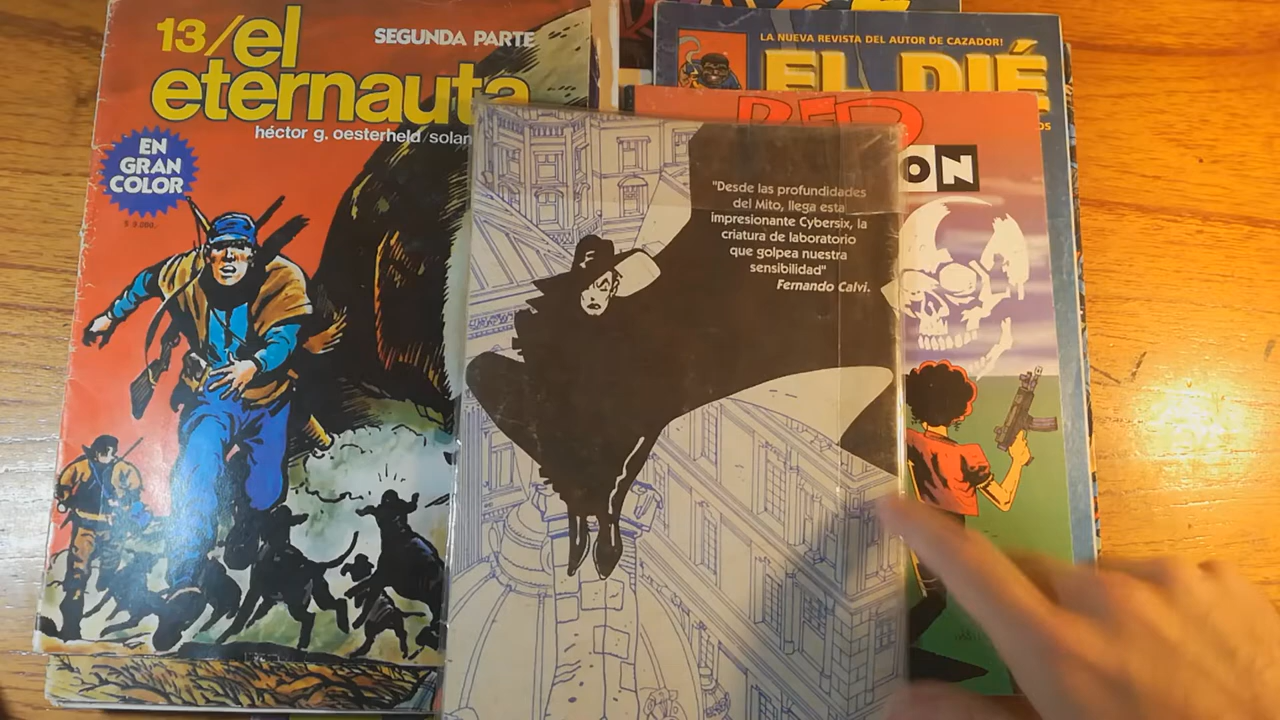 13/el
eternauta
SEGUNDA PARTE
héctor g. oesterheld/solan
EN
GRAN
COLOR
LA NUEVA REVISTA DEL AUTOR DE CAZADOR!
EL DIÉ
RED
ON
"Desde las profundidades
del Mito, llega esta
impresionante Cybersix, la
criatura de laboratorio
que golpea nuestra
sensibilidad"
Fernando Calvi.